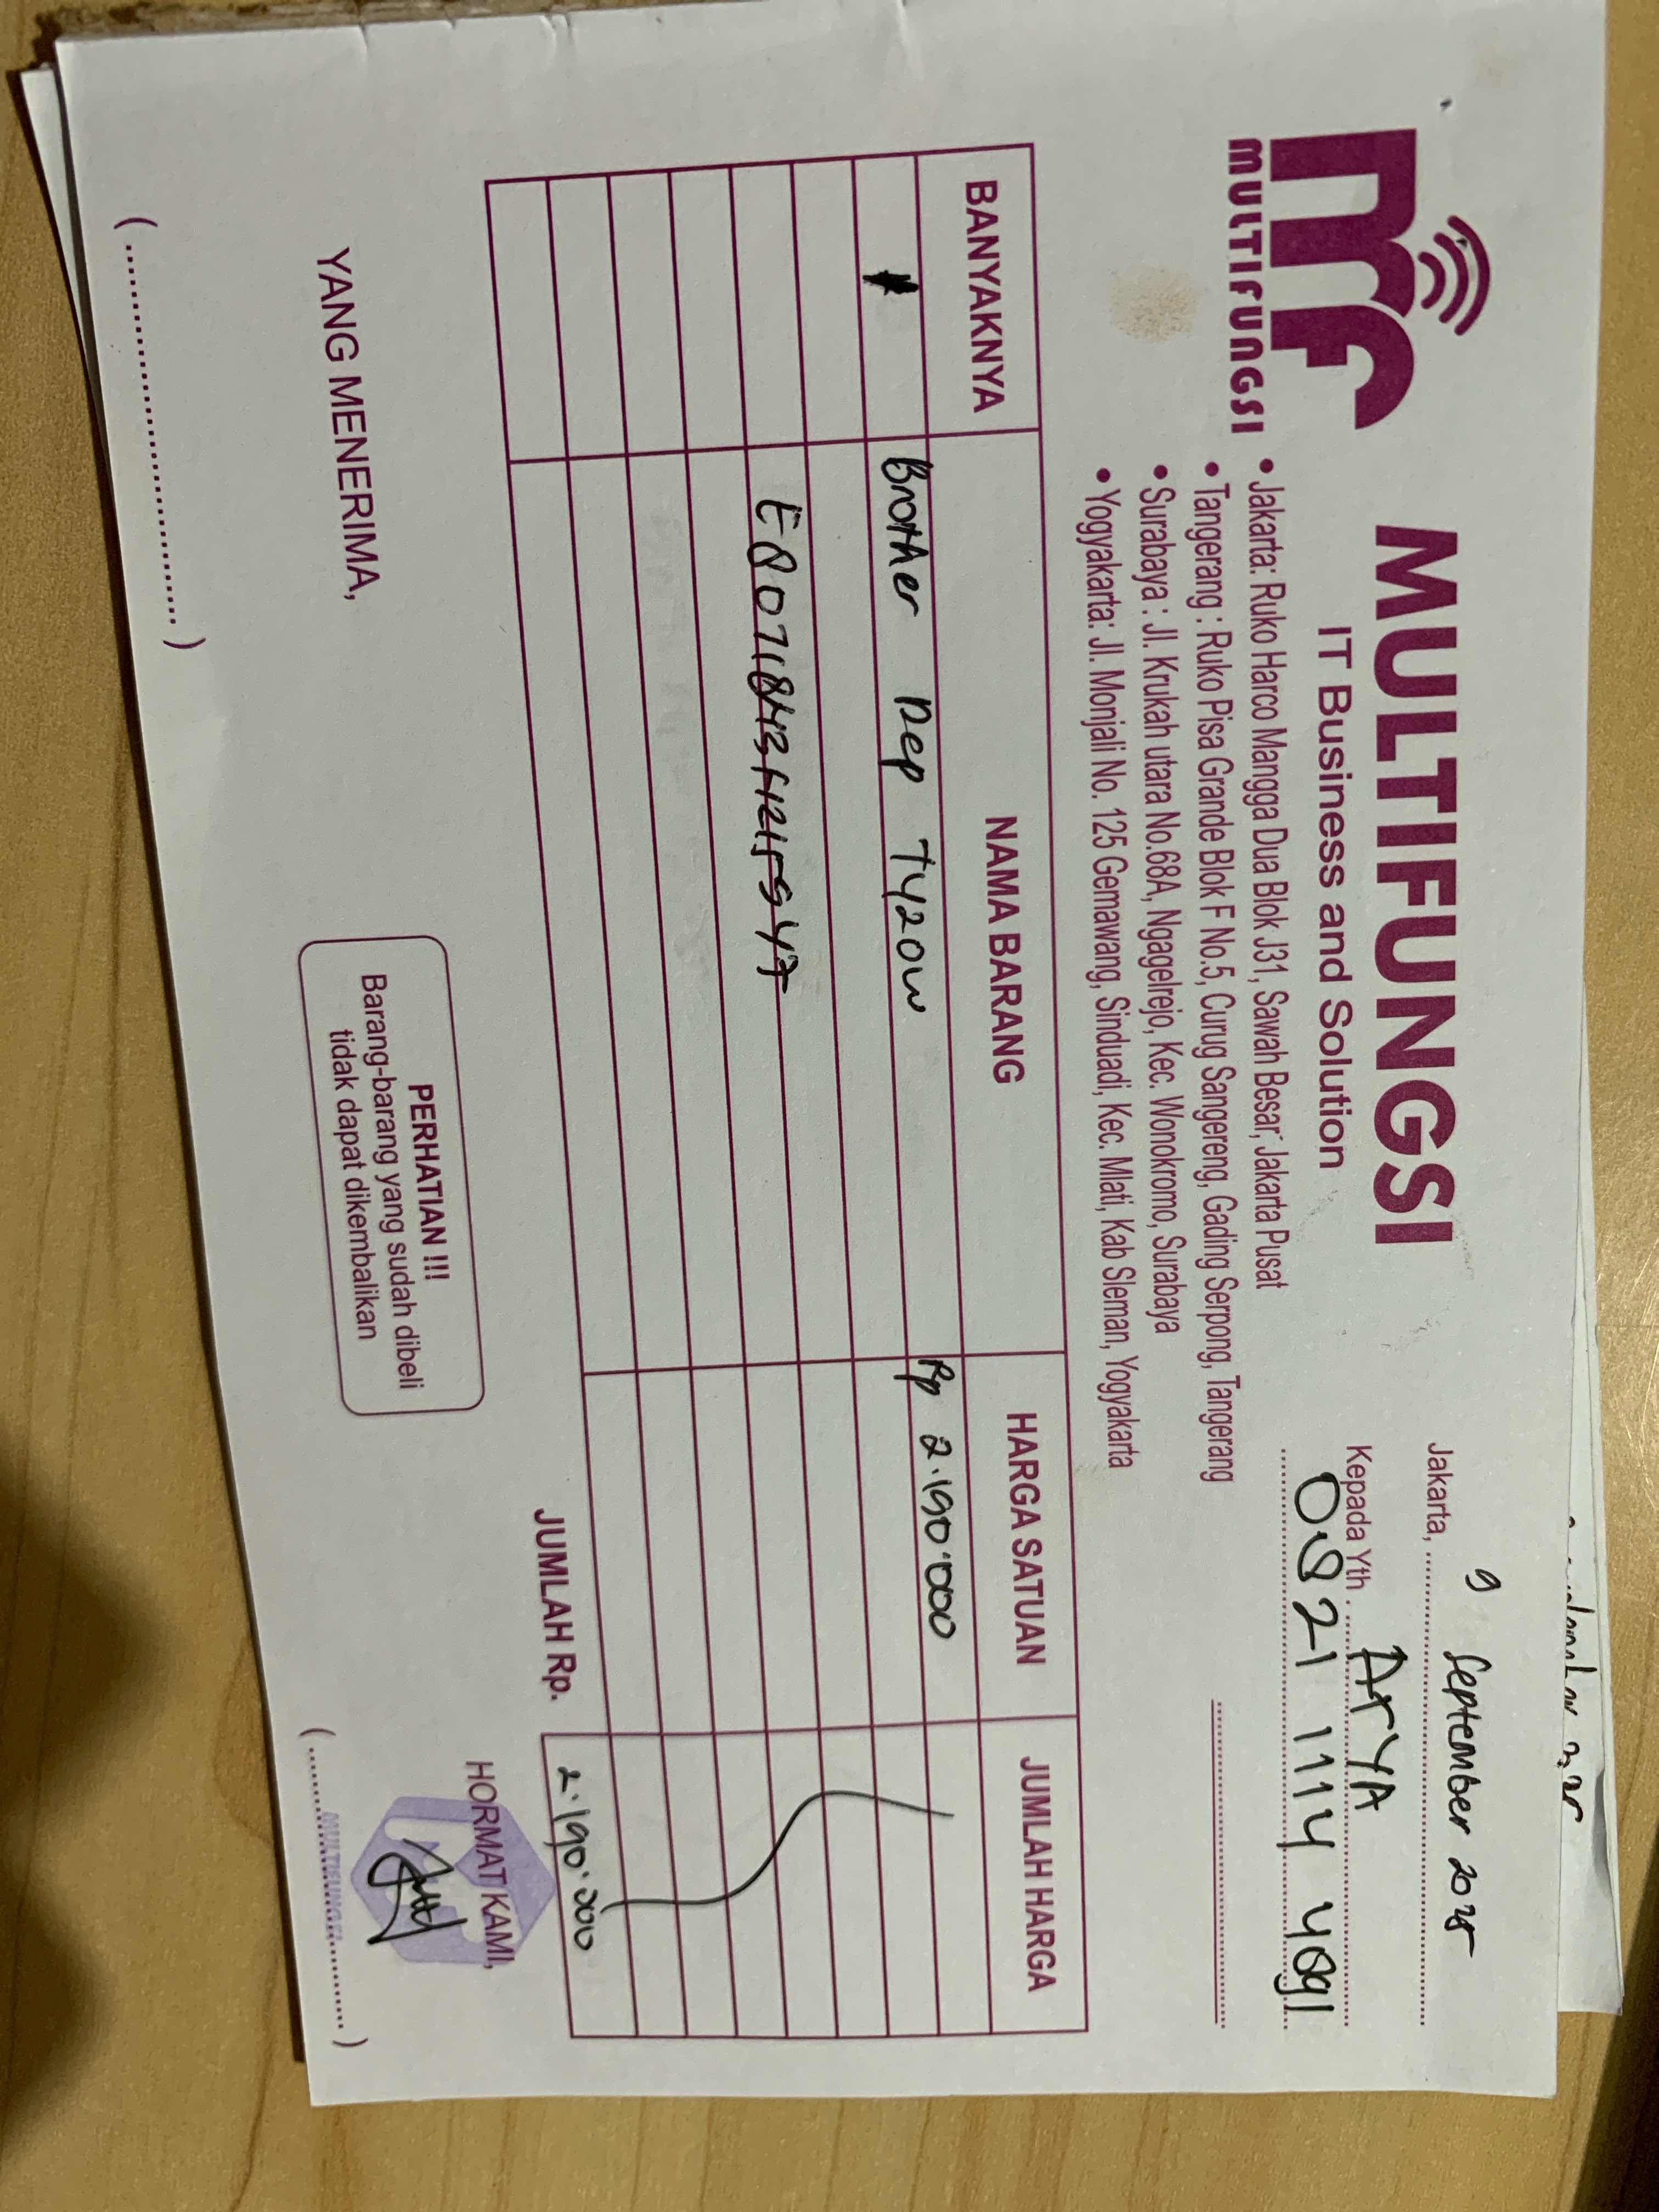 MULTIFUNGSI
MULTIFUNGSI
IT Business and Solution
• Jakarta: Ruko Harco Mangga Dua Blok J31, Sawah Besar, Jakarta Pusat
• Tangerang : Ruko Pisa Grande Blok F No.5, Curug Sangereng, Gading Serpong, Tangerang
• Surabaya : Jl. Krukah utara No.68A, Ngagelrejo, Kec. Wonokromo, Surabaya
• Yogyakarta: Jl. Monjali No. 125 Gemawang, Sinduadi, Kec. Mlati, Kab Sleman, Yogyakarta
Jakarta, 9 September 2025
Kepada Yth. ArYA
0821 1114 4891
BANYAKNYA NAMA BARANG HARGA SATUAN JUMLAH HARGA
1 Brother Dcp T420W Rp 2.190.000
JUMLAH Rp. 2.190.000
YANG MENERIMA,
PERHATIAN !!!
Barang-barang yang sudah dibeli
tidak dapat dikembalikan
HORMAT KAMI,
MULTIFUNGSI